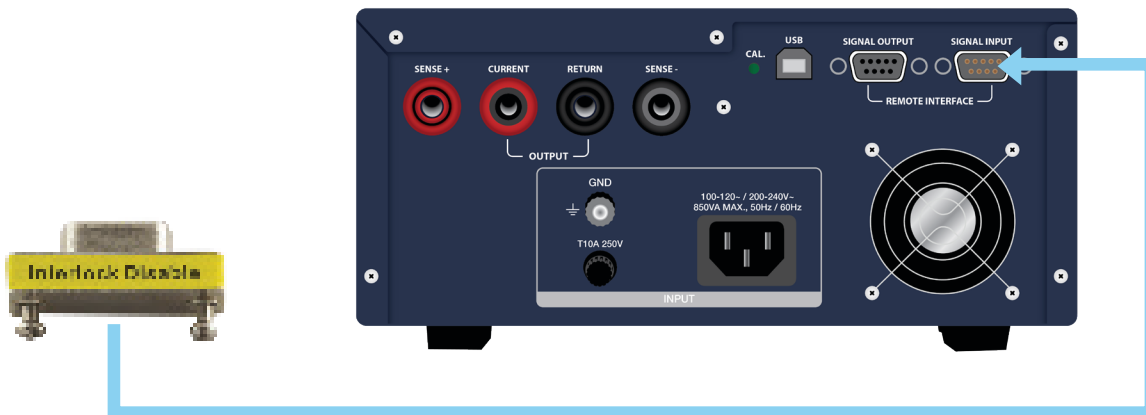 USB
SIGNAL OUTPUT
SIGNAL INPUT
CAL.
SENSE +
CURRENT
RETURN
SENSE -
REMOTE INTERFACE
OUTPUT
GND
100-120~ / 200-240V~
850VA MAX., 50Hz / 60Hz
T10A 250V
Interlock Disable
INPUT